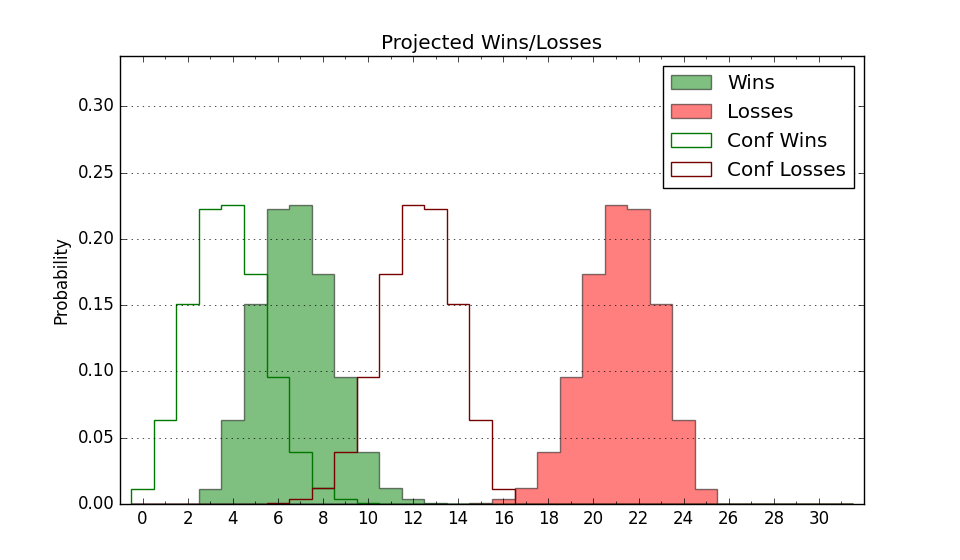 Projected Wins/Losses
Wins
Losses
Conf Wins
Conf Losses
Probability
0.30
0.25
0.20
0.15
0.10
0.05
0.00
0 2 4 6 8 10 12 14 16 18 20 22 24 26 28 30